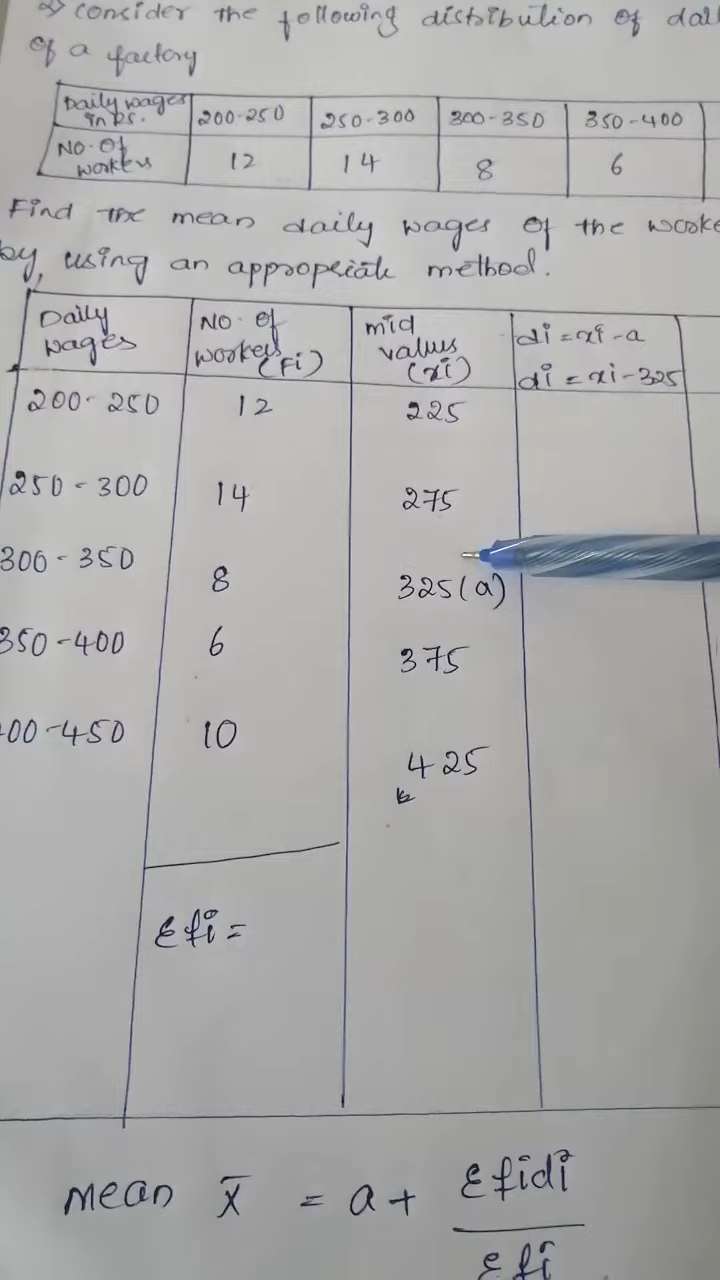 consider the following distribution of dail
of a factory
Daily wages in rs. 200-250 250-300 300-350 350-400
No. of workers 12 14 8 6
Find the mean daily wages of the worke
by, using an appropriate method.
Daily wages No. of workers (Fi) mid values (xi) di = xi - a di = xi - 325
200-250 12 225
250-300 14 275
300-350 8 325(a)
350-400 6 375
00-450 10 425
Σfi =
mean x̄ = a + Σfidi
Σfi